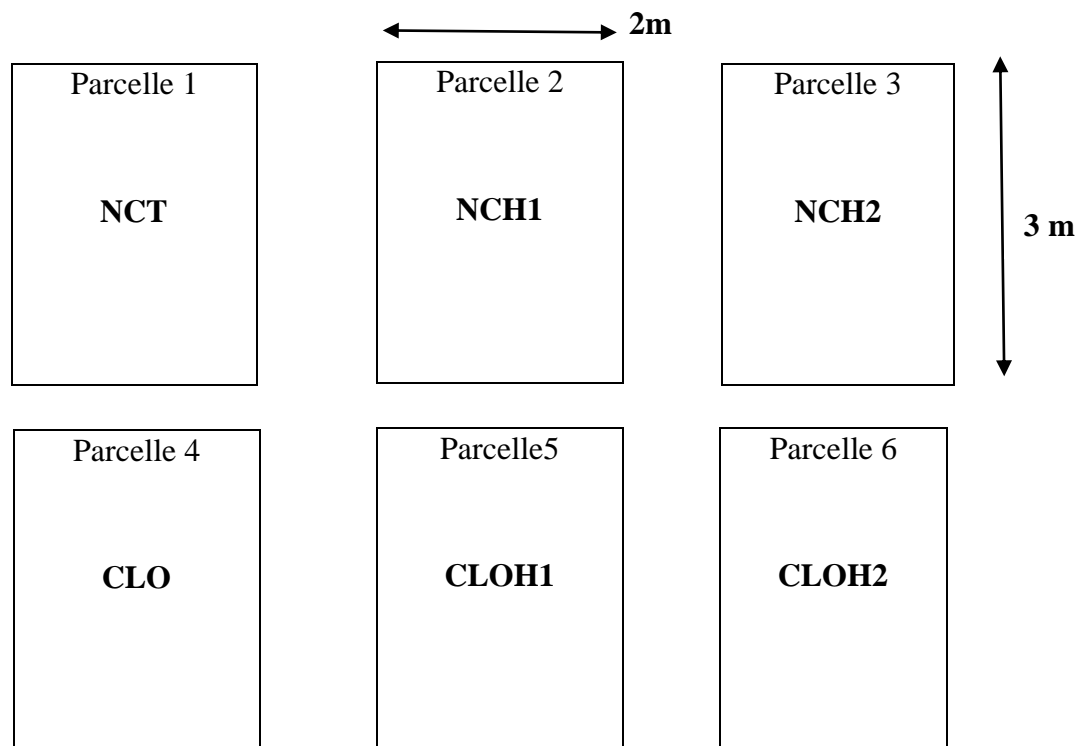 2m
Parcelle 1
Parcelle 2
Parcelle 3
NCT
NCH1
NCH2
3 m
Parcelle 4
Parcelle5
Parcelle 6
CLO
CLOH1
CLOH2